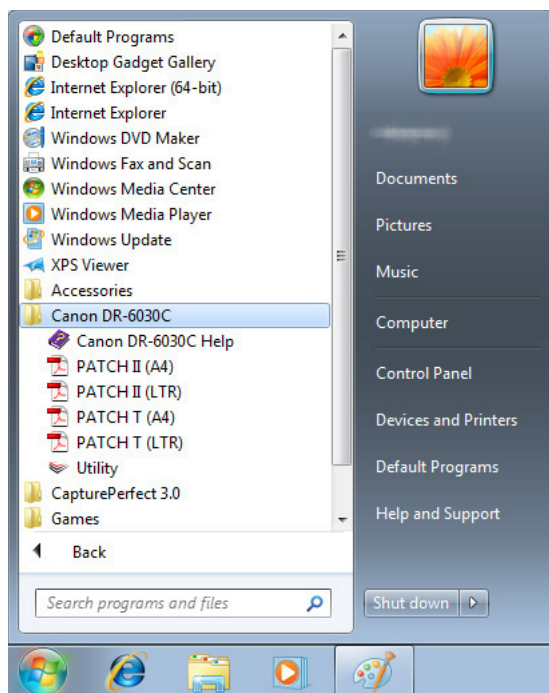 Default Programs
Desktop Gadget Gallery
Internet Explorer (64-bit)
Internet Explorer
Windows DVD Maker
Windows Fax and Scan
Windows Media Center
Windows Media Player
Windows Update
XPS Viewer
Accessories
Canon DR-6030C
Canon DR-6030C Help
PATCH II (A4)
PATCH II (LTR)
PATCH T (A4)
PATCH T (LTR)
Utility
CapturePerfect 3.0
Games
Back
Search programs and files
Documents
Pictures
Music
Computer
Control Panel
Devices and Printers
Default Programs
Help and Support
Shut down